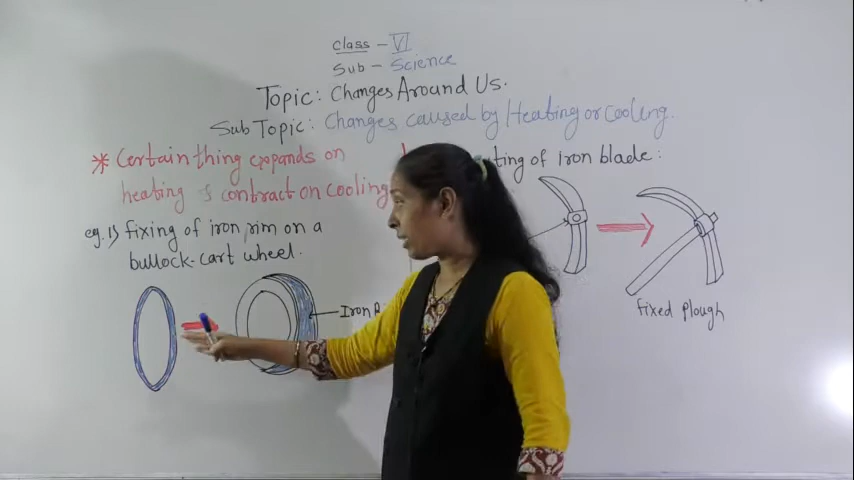 Class - VI
Sub - Science
Topic: Changes Around Us.
Sub Topic: Changes caused by Heating or Cooling.
* Certain thing expands on
heating & contract on cooling
eg. 1) fixing of iron rim on a
bullock-cart wheel.
Iron
ting of iron blade:
fixed plough